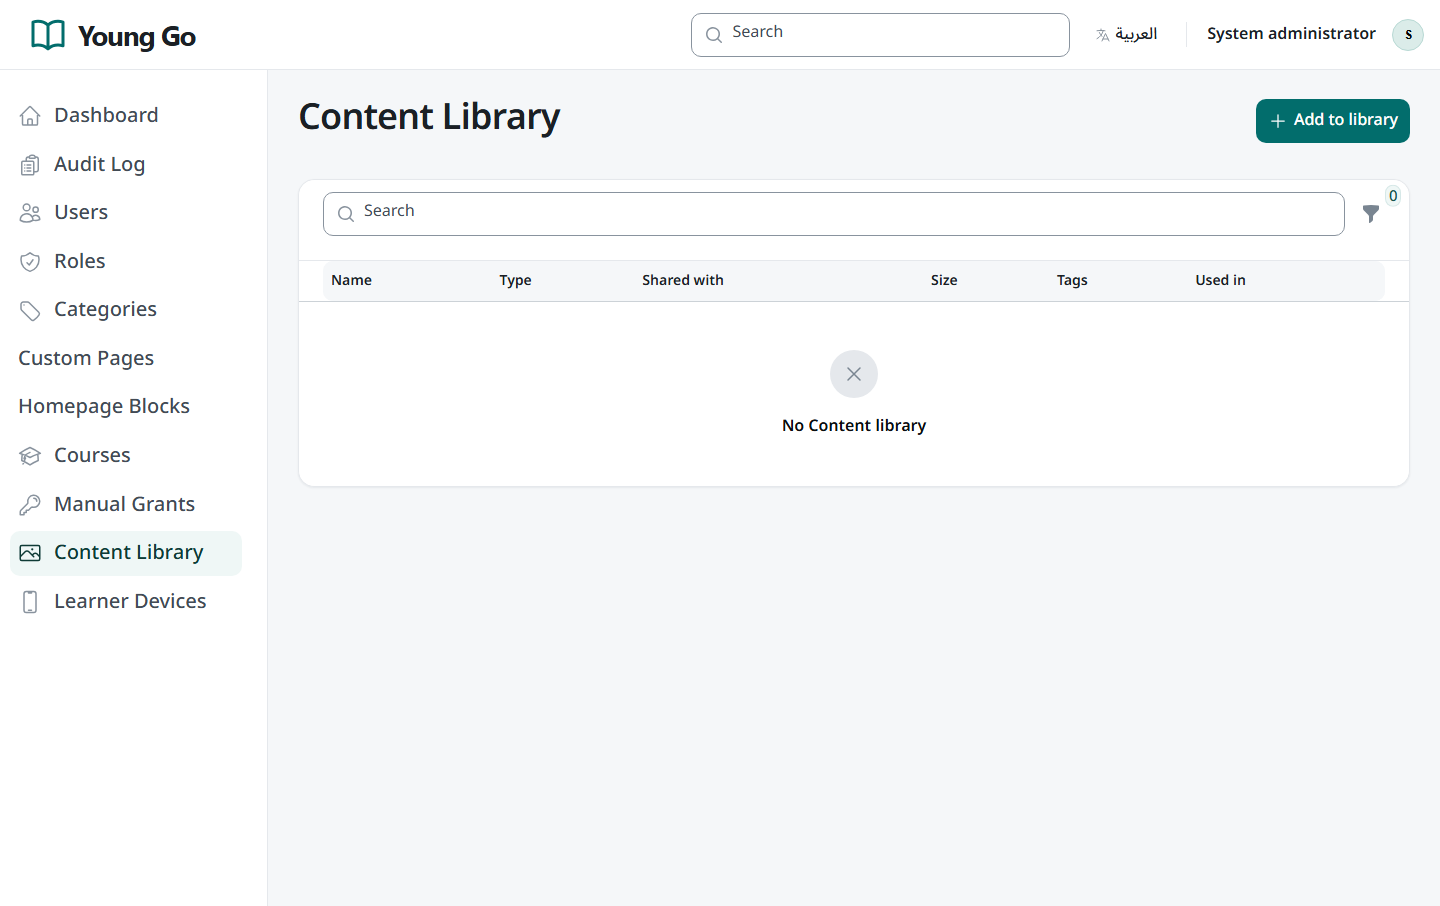 Young Go
Search
العربية
System administrator
S
Dashboard
Audit Log
Users
Roles
Categories
Custom Pages
Homepage Blocks
Courses
Manual Grants
Content Library
Learner Devices
Content Library
Add to library
Search
0
Name Type Shared with Size Tags Used in
No Content library